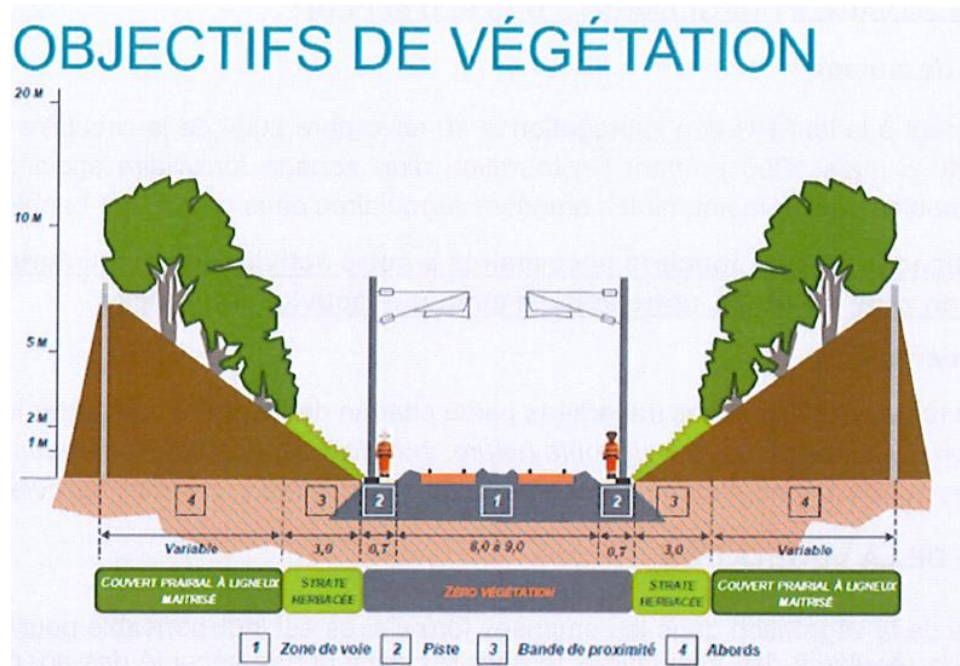 OBJECTIFS DE VÉGÉTATION
20 M
10 M
5 M
2 M
1 M
4 3 2 1 2 3 4
Variable 3,0 0,7 6,0 à 9,0 0,7 3,0 Variable
COUVERT PRAIRIAL À LIGNEUX MAITRISÉ
STRATE HERBACÉE
ZÉRO VÉGÉTATION
STRATE HERBACÉE
COUVERT PRAIRIAL À LIGNEUX MAITRISÉ
1 Zone de voie 2 Piste 3 Bande de proximité 4 Abords